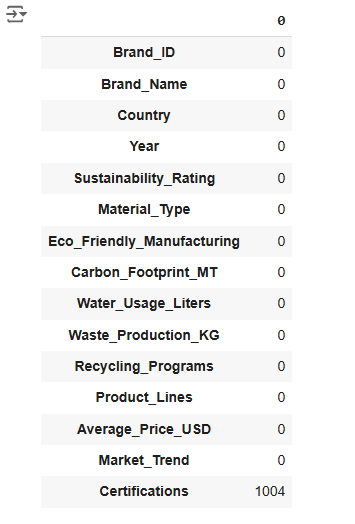 0
Brand_ID 0
Brand_Name 0
Country 0
Year 0
Sustainability_Rating 0
Material_Type 0
Eco_Friendly_Manufacturing 0
Carbon_Footprint_MT 0
Water_Usage_Liters 0
Waste_Production_KG 0
Recycling_Programs 0
Product_Lines 0
Average_Price_USD 0
Market_Trend 0
Certifications 1004